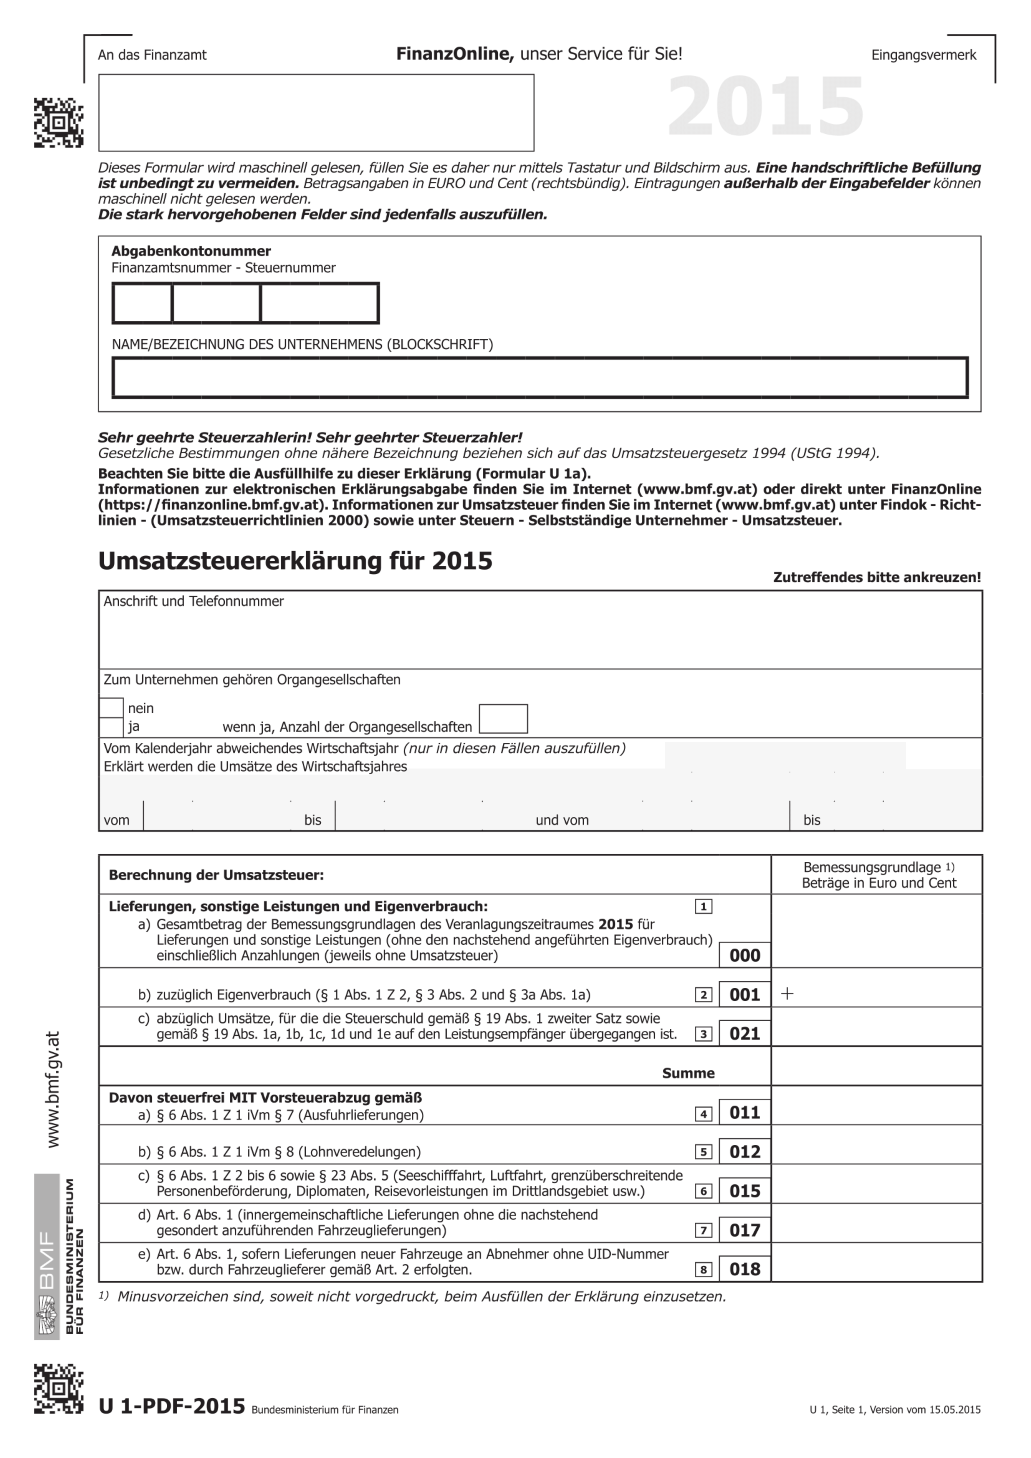 An das Finanzamt
FinanzOnline, unser Service für Sie!
Eingangsvermerk
2015
Dieses Formular wird maschinell gelesen, füllen Sie es daher nur mittels Tastatur und Bildschirm aus. Eine handschriftliche Befüllung
ist unbedingt zu vermeiden. Betragsangaben in EURO und Cent (rechtsbündig). Eintragungen außerhalb der Eingabefelder können
maschinell nicht gelesen werden.
Die stark hervorgehobenen Felder sind jedenfalls auszufüllen.
Abgabenkontonummer
Finanzamtsnummer - Steuernummer
NAME/BEZEICHNUNG DES UNTERNEHMENS (BLOCKSCHRIFT)
Sehr geehrte Steuerzahlerin! Sehr geehrter Steuerzahler!
Gesetzliche Bestimmungen ohne nähere Bezeichnung beziehen sich auf das Umsatzsteuergesetz 1994 (UStG 1994).
Beachten Sie bitte die Ausfüllhilfe zu dieser Erklärung (Formular U 1a).
Informationen zur elektronischen Erklärungsabgabe finden Sie im Internet (www.bmf.gv.at) oder direkt unter FinanzOnline
(https://finanzonline.bmf.gv.at). Informationen zur Umsatzsteuer finden Sie im Internet (www.bmf.gv.at) unter Findok - Richt-
linien - (Umsatzsteuerrichtlinien 2000) sowie unter Steuern - Selbstständige Unternehmer - Umsatzsteuer.
Umsatzsteuererklärung für 2015
Zutreffendes bitte ankreuzen!
Anschrift und Telefonnummer
Zum Unternehmen gehören Organgesellschaften
nein
ja wenn ja, Anzahl der Organgesellschaften
Vom Kalenderjahr abweichendes Wirtschaftsjahr (nur in diesen Fällen auszufüllen)
Erklärt werden die Umsätze des Wirtschaftsjahres
vom bis und vom bis
Berechnung der Umsatzsteuer:
Bemessungsgrundlage 1)
Beträge in Euro und Cent
Lieferungen, sonstige Leistungen und Eigenverbrauch: 1
a) Gesamtbetrag der Bemessungsgrundlagen des Veranlagungszeitraumes 2015 für
Lieferungen und sonstige Leistungen (ohne den nachstehend angeführten Eigenverbrauch)
einschließlich Anzahlungen (jeweils ohne Umsatzsteuer) 000
b) zuzüglich Eigenverbrauch (§ 1 Abs. 1 Z 2, § 3 Abs. 2 und § 3a Abs. 1a) 2 001 +
c) abzüglich Umsätze, für die die Steuerschuld gemäß § 19 Abs. 1 zweiter Satz sowie
gemäß § 19 Abs. 1a, 1b, 1c, 1d und 1e auf den Leistungsempfänger übergegangen ist. 3 021
Summe
Davon steuerfrei MIT Vorsteuerabzug gemäß
a) § 6 Abs. 1 Z 1 iVm § 7 (Ausfuhrlieferungen) 4 011
b) § 6 Abs. 1 Z 1 iVm § 8 (Lohnveredelungen) 5 012
c) § 6 Abs. 1 Z 2 bis 6 sowie § 23 Abs. 5 (Seeschifffahrt, Luftfahrt, grenzüberschreitende
Personenbeförderung, Diplomaten, Reisevorleistungen im Drittlandsgebiet usw.) 6 015
d) Art. 6 Abs. 1 (innergemeinschaftliche Lieferungen ohne die nachstehend
gesondert anzuführenden Fahrzeuglieferungen) 7 017
e) Art. 6 Abs. 1, sofern Lieferungen neuer Fahrzeuge an Abnehmer ohne UID-Nummer
bzw. durch Fahrzeuglieferer gemäß Art. 2 erfolgten. 8 018
1) Minusvorzeichen sind, soweit nicht vorgedruckt, beim Ausfüllen der Erklärung einzusetzen.
www.bmf.gv.at
BMF
BUNDESMINISTERIUM
FÜR FINANZEN
U 1-PDF-2015 Bundesministerium für Finanzen
U 1, Seite 1, Version vom 15.05.2015